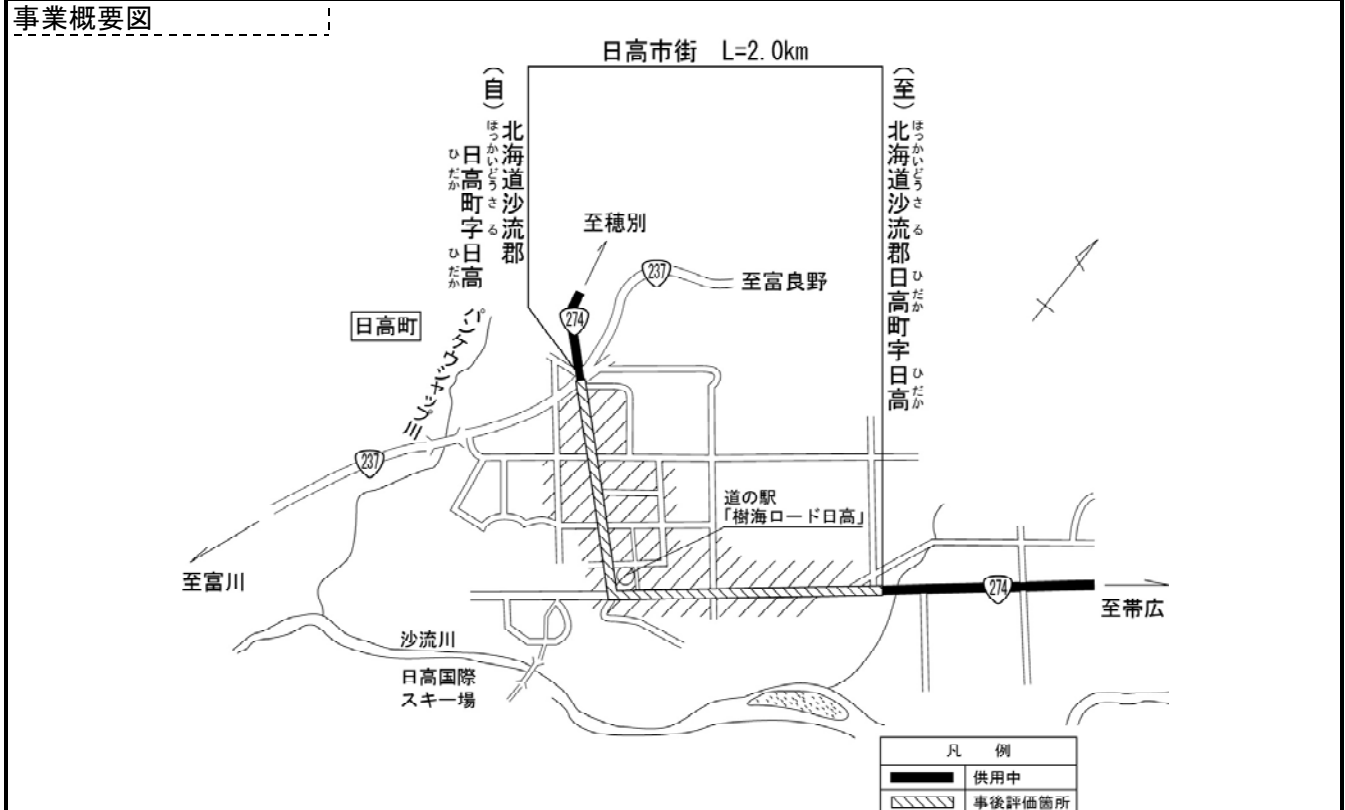 事業概要図
日高市街 L=2.0km
(自)
北海道沙流郡
ほっかいどうさる
日高町字日高
ひだか ひだか
(至)
北海道沙流郡日高町字日高
ほっかいどうさる ひだか ひだか
至穂別
237
至富良野
274
日高町
パンケウシャップ川
237
道の駅
「樹海ロード日高」
至富川
274
至帯広
沙流川
日高国際
スキー場
凡 例
供用中
事後評価箇所